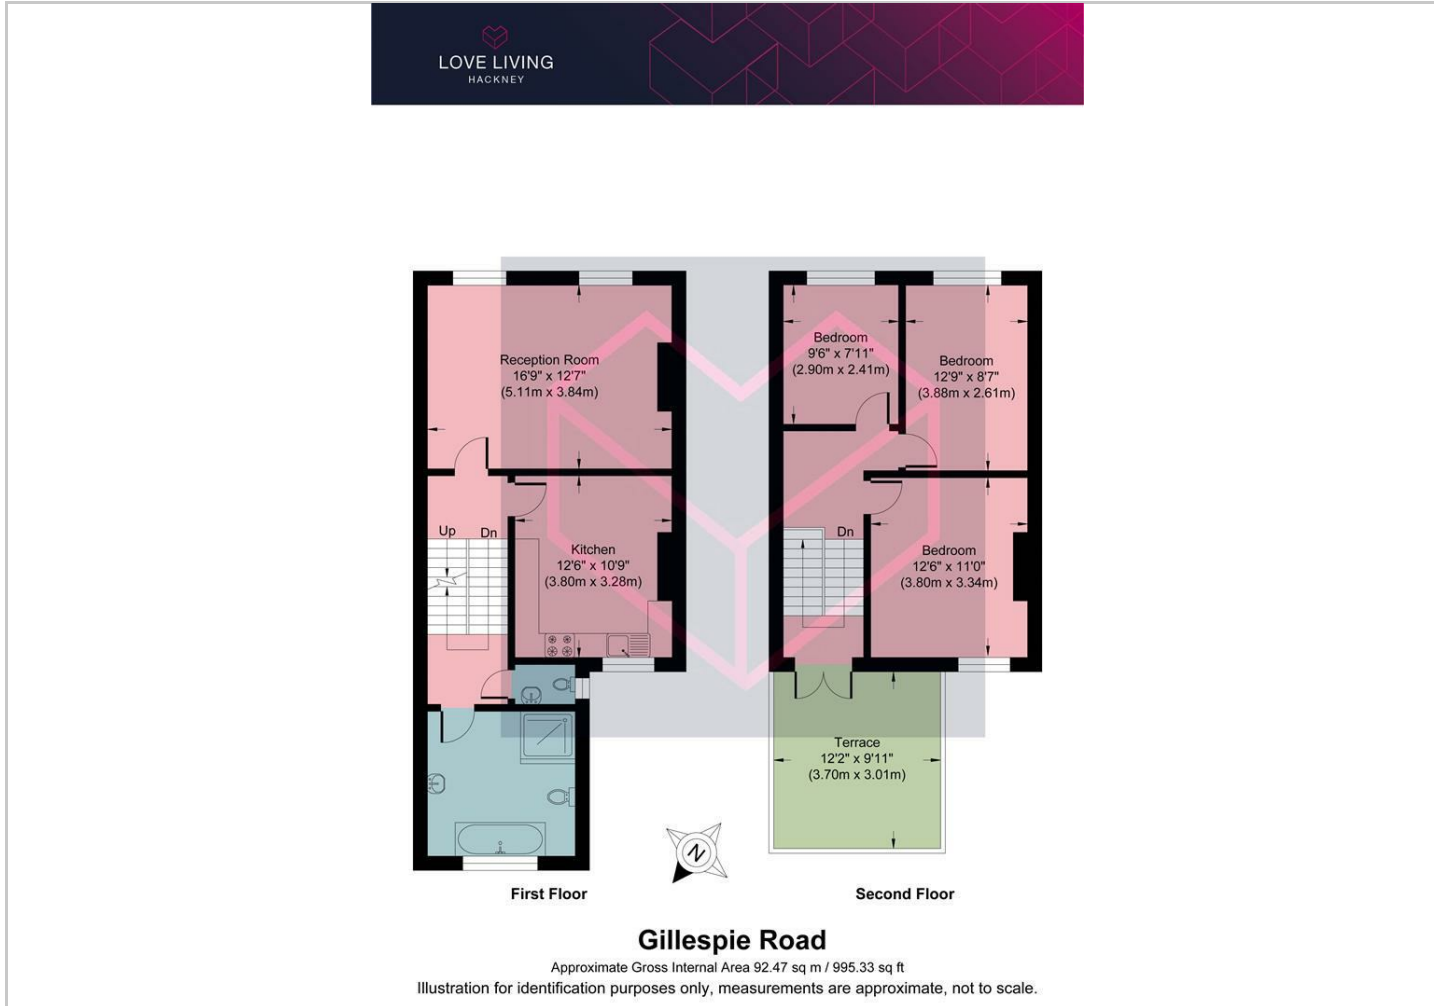 LOVE LIVING
HACKNEY
Reception Room
16'9" x 12'7"
(5.11m x 3.84m)
Up
Dn
Kitchen
12'6" x 10'9"
(3.80m x 3.28m)
First Floor
Bedroom
9'6" x 7'11"
(2.90m x 2.41m)
Bedroom
12'9" x 8'7"
(3.88m x 2.61m)
Dn
Bedroom
12'6" x 11'0"
(3.80m x 3.34m)
Terrace
12'2" x 9'11"
(3.70m x 3.01m)
N
Second Floor
Gillespie Road
Approximate Gross Internal Area 92.47 sq m / 995.33 sq ft
Illustration for identification purposes only, measurements are approximate, not to scale.